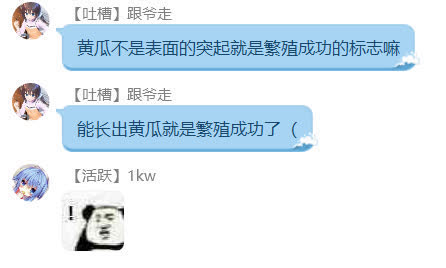 【吐槽】跟爷走
黄瓜不是表面的突起就是繁殖成功的标志嘛
【吐槽】跟爷走
能长出黄瓜就是繁殖成功了（
【活跃】1kw
！